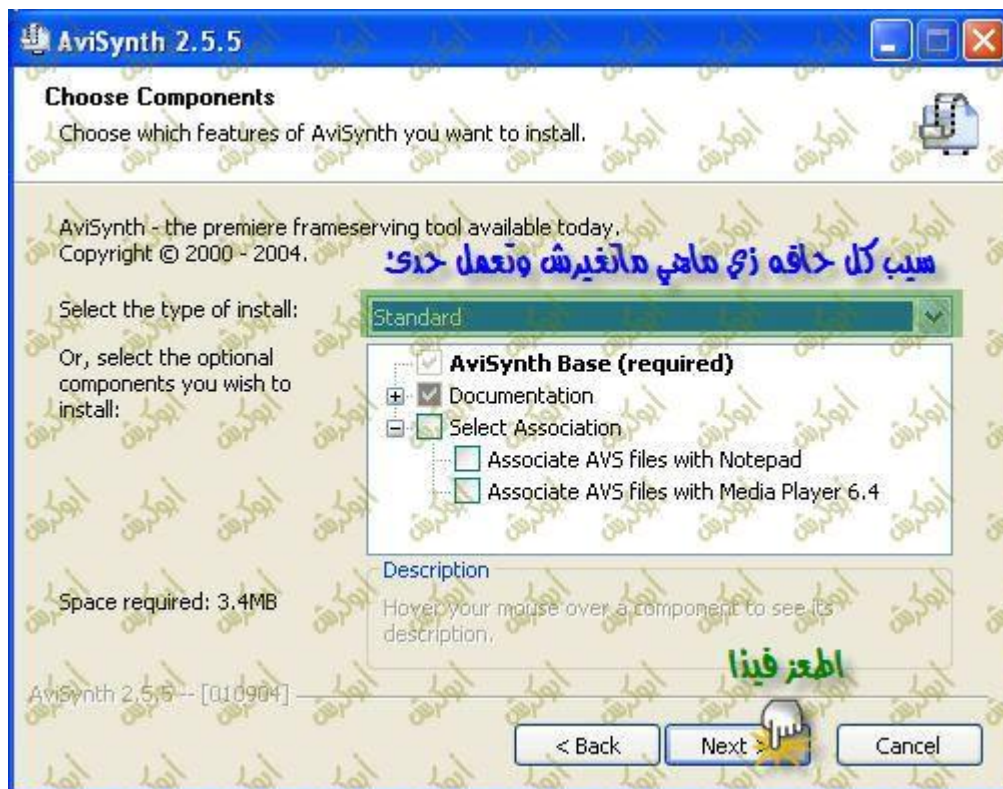 AviSynth 2.5.5
Choose Components
Choose which features of AviSynth you want to install.
AviSynth - the premiere frameserving tool available today.
Copyright © 2000 - 2004.
سيب كل حاقه زي ماهي ماتغيرش وتعمل حدئ
Select the type of install:
Standard
Or, select the optional components you wish to install:
AviSynth Base (required)
Documentation
Select Association
Associate AVS files with Notepad
Associate AVS files with Media Player 6.4
Description
Space required: 3.4MB
Hover your mouse over a component to see its
description.
AviSynth 2.5.5 -- [010904]
< Back
Next >
Cancel